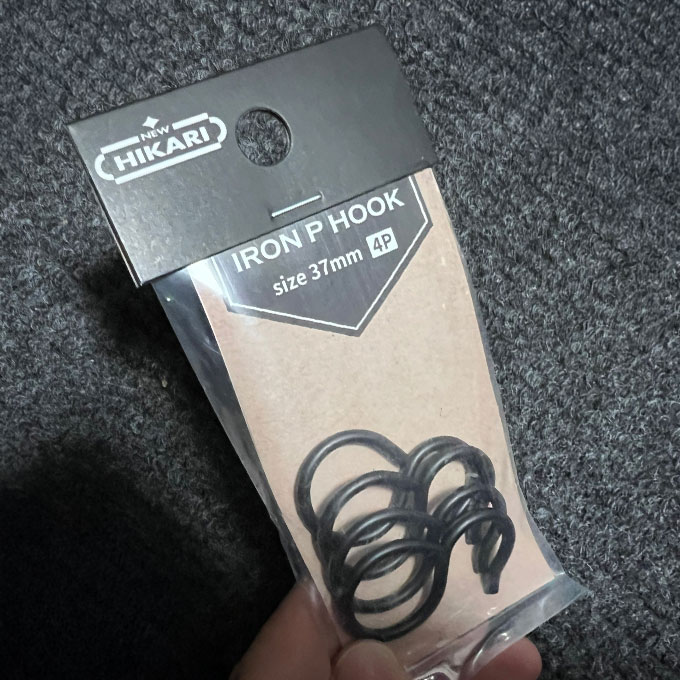 NEW
HIKARI
IRON P HOOK
size 37mm 4P